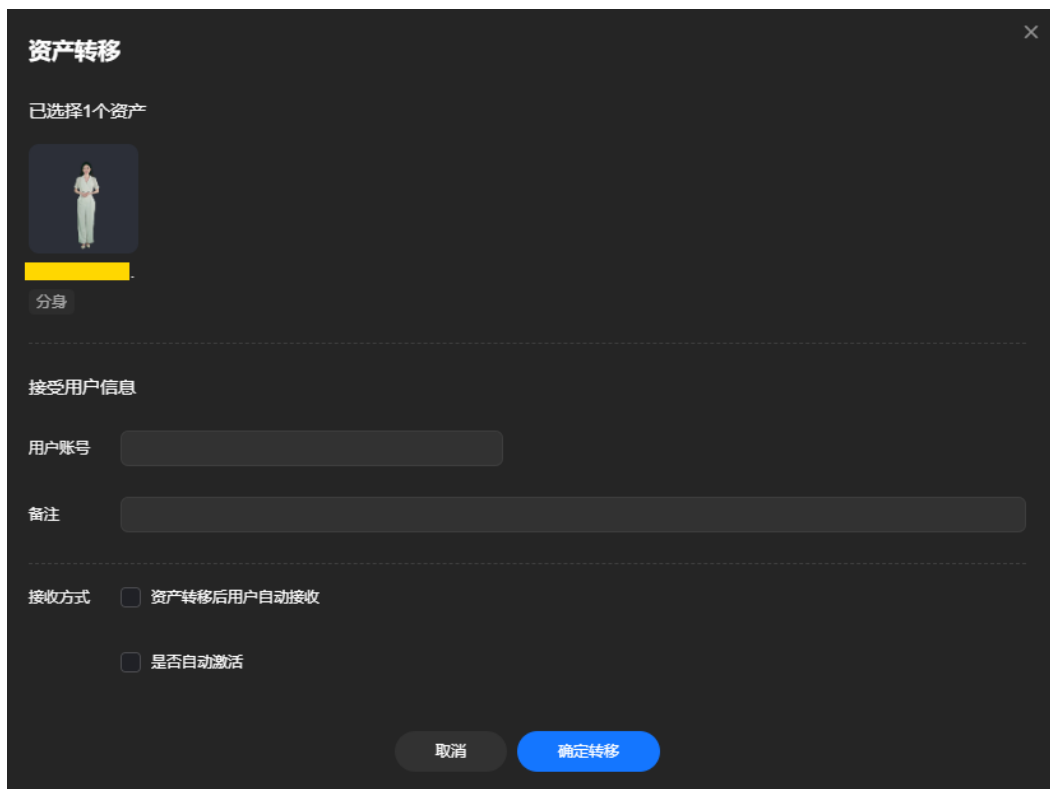 资产转移
已选择1个资产
分身
接受用户信息
用户账号
备注
接收方式 资产转移后用户自动接收
是否自动激活
取消 确定转移